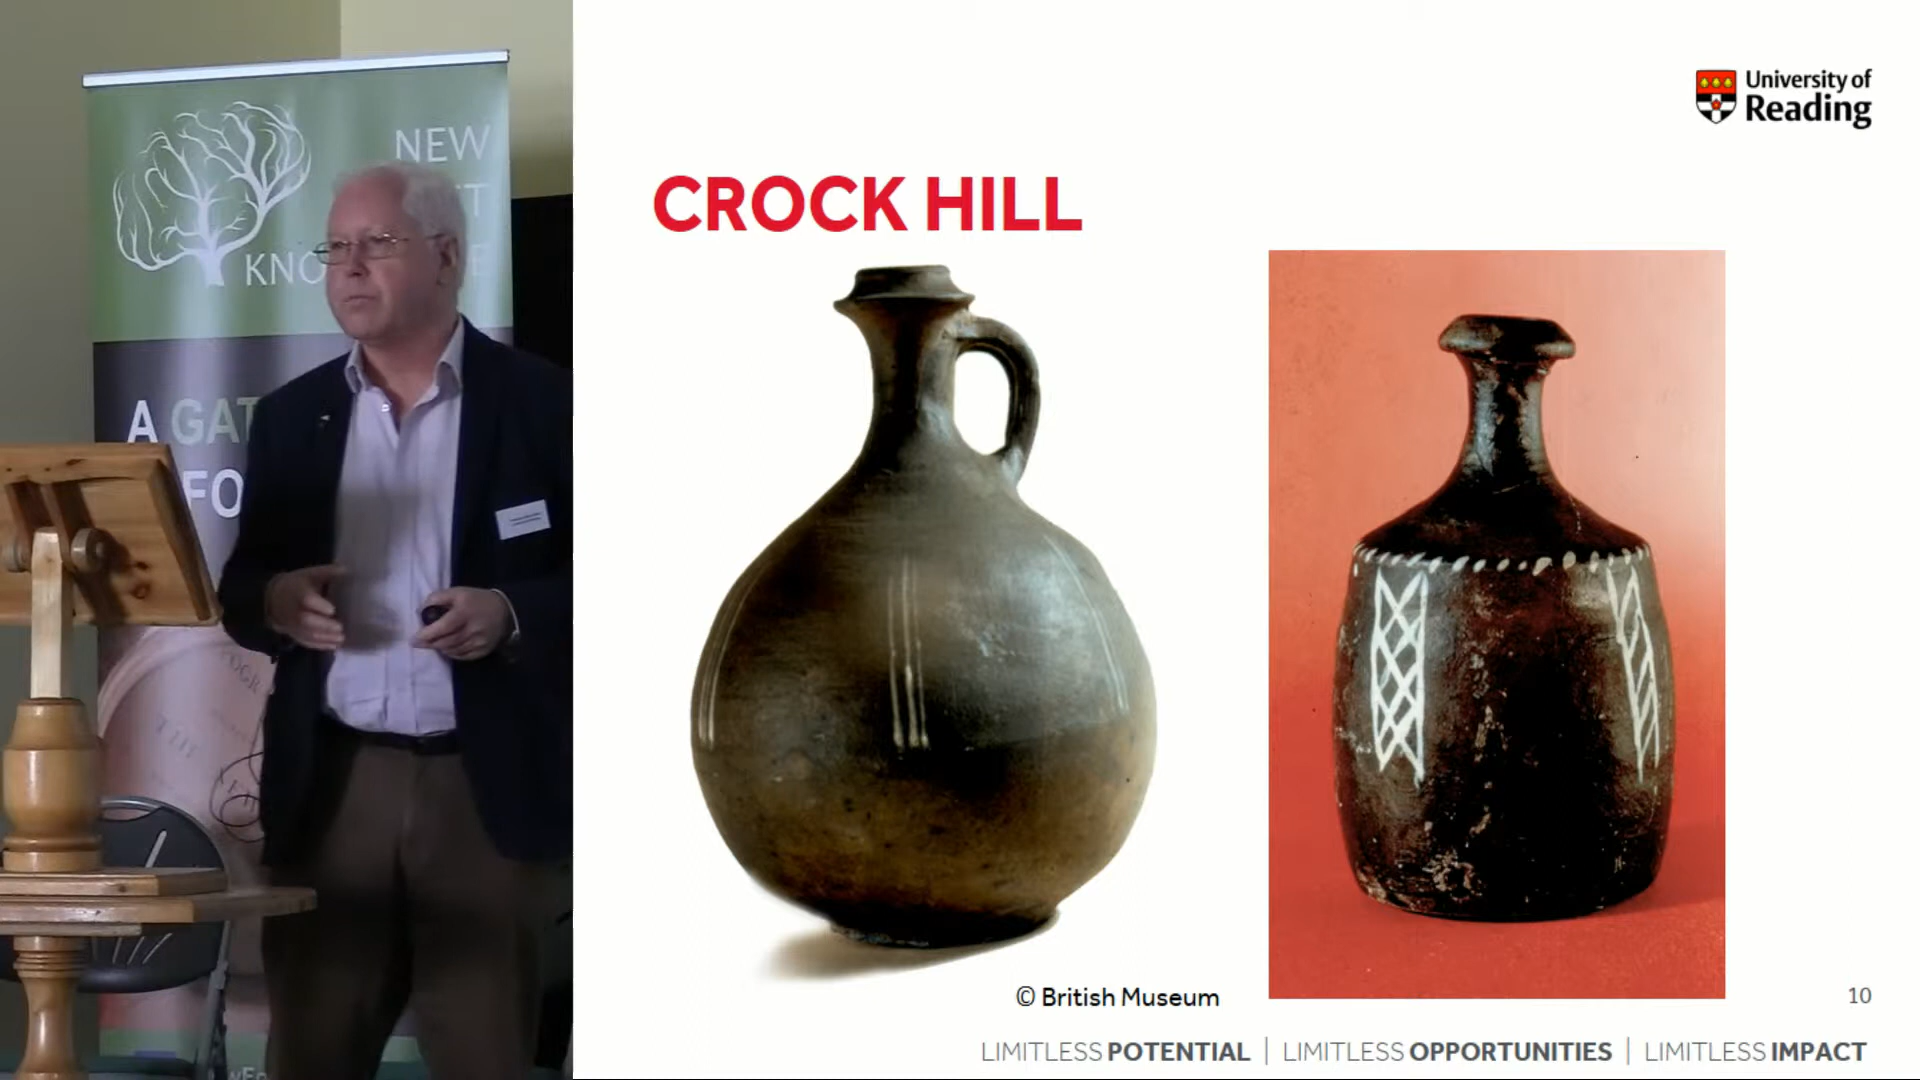 NEW
KNO
A GAT
FO
University of
Reading
CROCK HILL
© British Museum
10
LIMITLESS POTENTIAL | LIMITLESS OPPORTUNITIES | LIMITLESS IMPACT